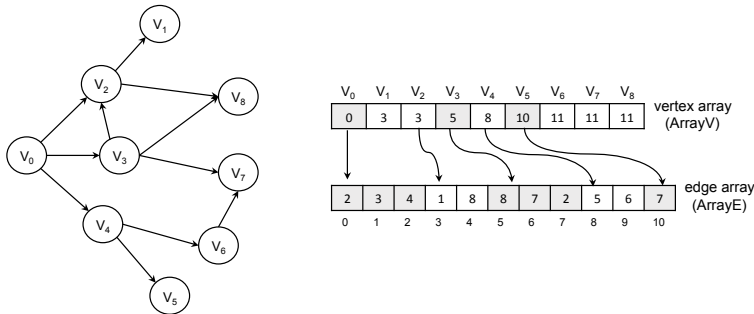 V1
V2
V8
V0
V3
V7
V4
V6
V5
V0 V1 V2 V3 V4 V5 V6 V7 V8
0 3 3 5 8 10 11 11 11
vertex array
(ArrayV)
2 3 4 1 8 8 7 2 5 6 7
edge array
(ArrayE)
0 1 2 3 4 5 6 7 8 9 10